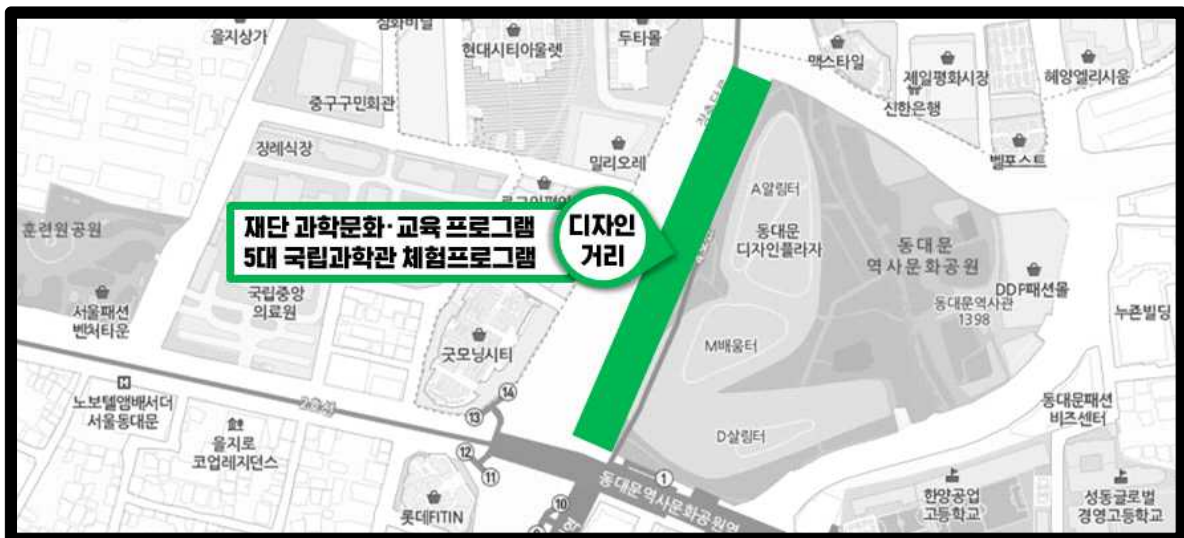 을지상가
현대시티아울렛
두타몰
맥스타일
제일평화시장
혜양엘리시움
신한은행
중구구민회관
장례식장
밀리오레
벨포스트
A알림터
동대문
디자인플라자
재단 과학문화·교육 프로그램
5대 국립과학관 체험프로그램
디자인
거리
훈련원공원
동대문
역사문화공원
DDP패션몰
동대문역사관
1398
누죤빌딩
서울패션
벤처타운
국립중앙
의료원
굿모닝시티
M배움터
노보텔앰배서더
서울동대문
2호선
14
13
12
11
을지로
코업레지던스
D살림터
동대문패션
비즈센터
1
10
동대문역사문화공원역
롯데FITIN
한양공업
고등학교
성동글로벌
경영고등학교